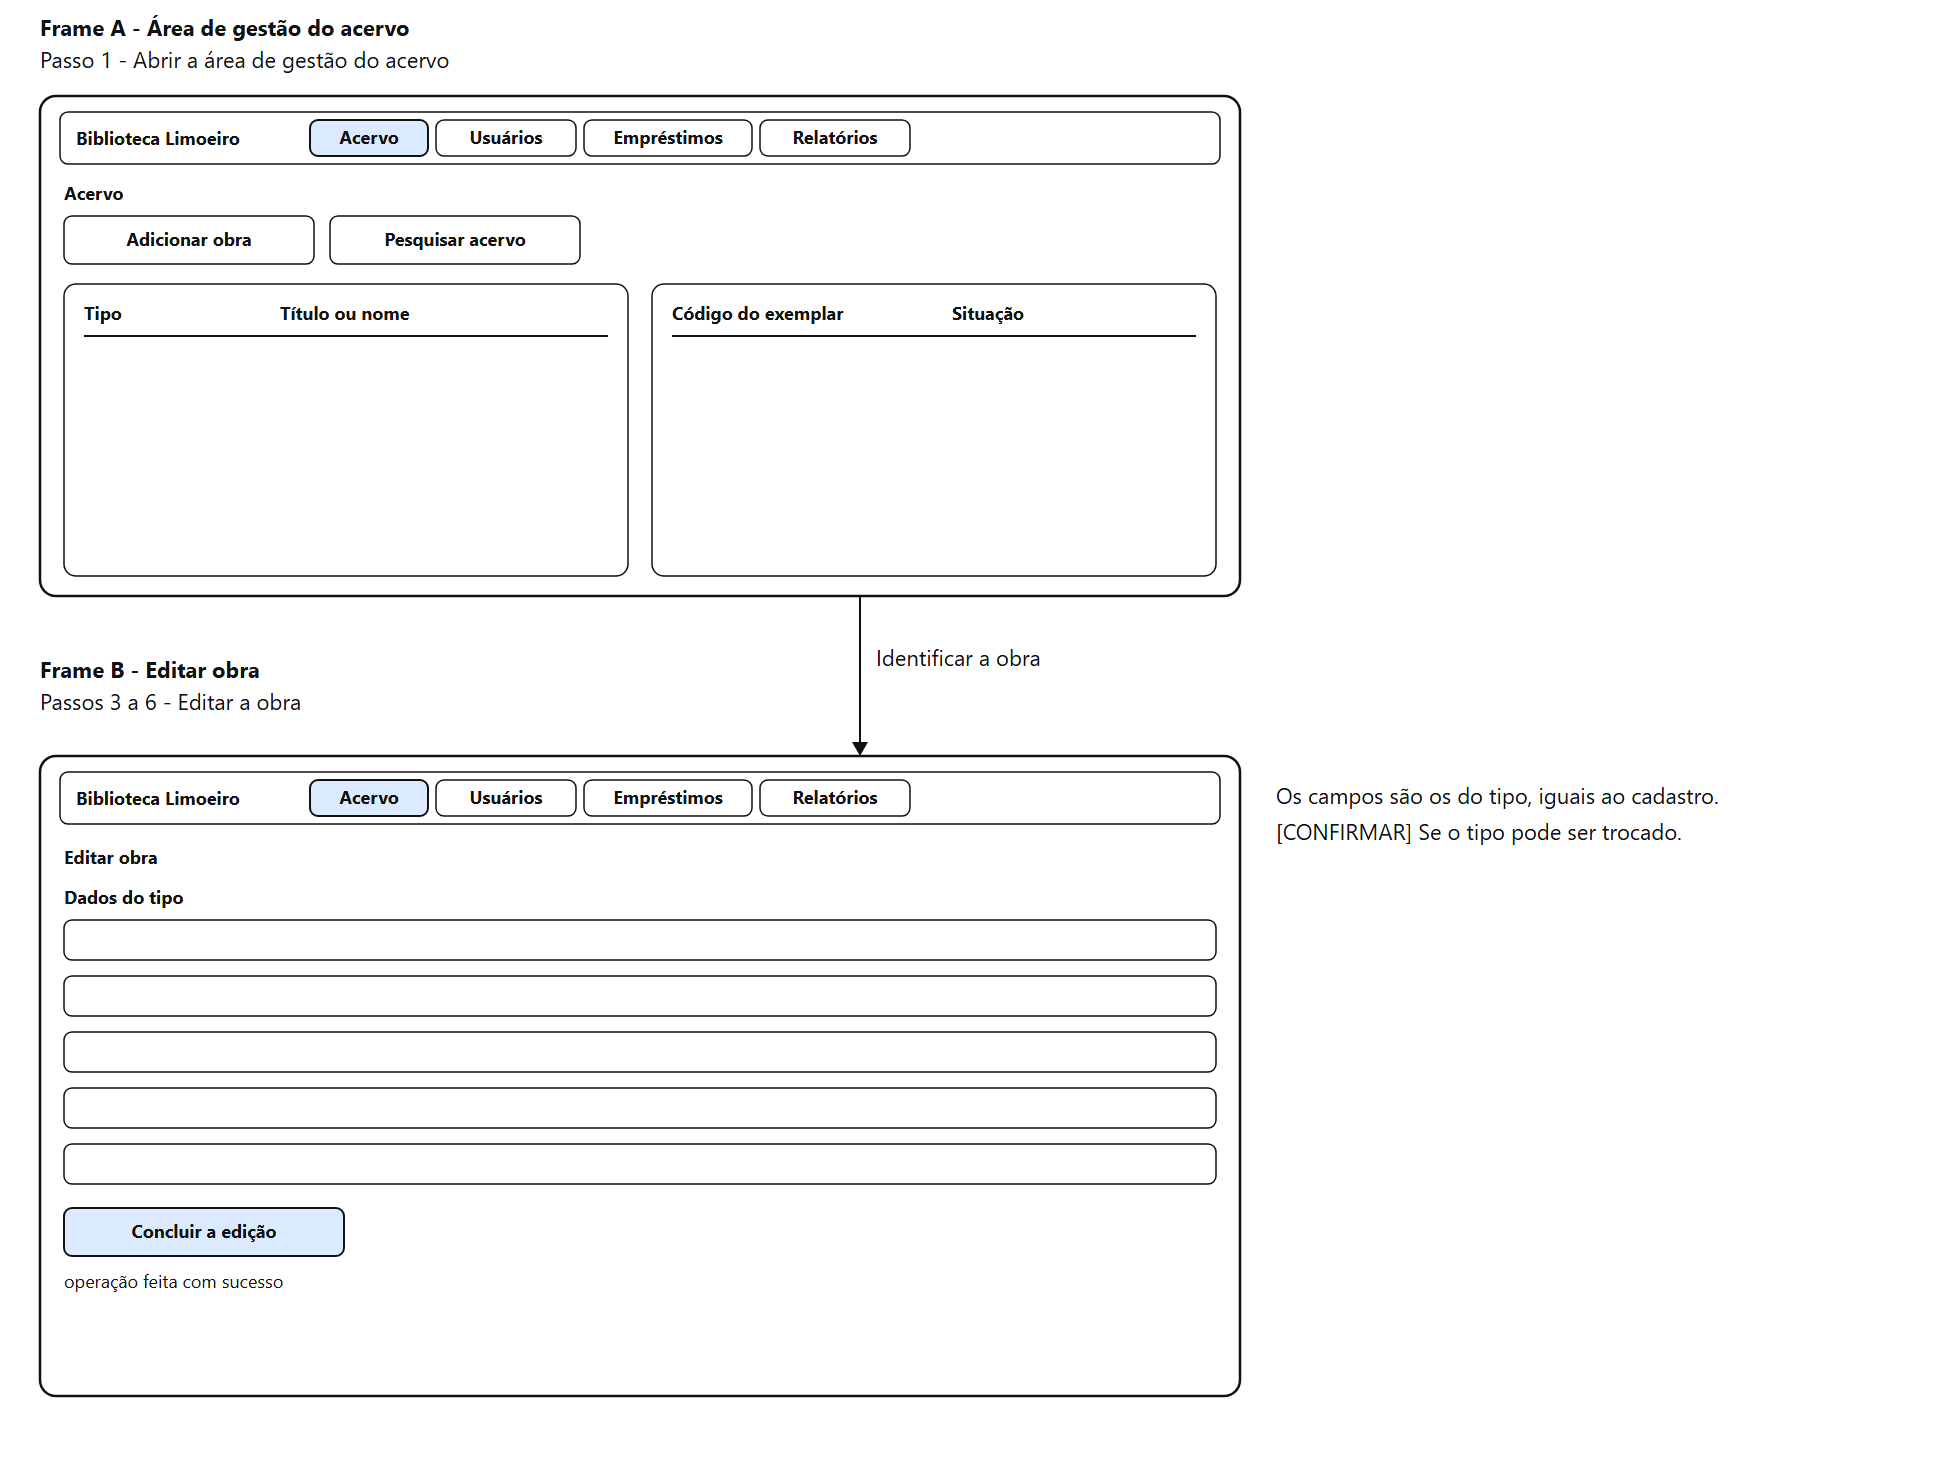 Frame A - Área de gestão do acervo
Passo 1 - Abrir a área de gestão do acervo
Biblioteca Limoeiro Acervo Usuários Empréstimos Relatórios
Acervo
Adicionar obra Pesquisar acervo
Tipo Título ou nome Código do exemplar Situação
Identificar a obra
Frame B - Editar obra
Passos 3 a 6 - Editar a obra
Biblioteca Limoeiro Acervo Usuários Empréstimos Relatórios
Os campos são os do tipo, iguais ao cadastro.
[CONFIRMAR] Se o tipo pode ser trocado.
Editar obra
Dados do tipo
Concluir a edição
operação feita com sucesso